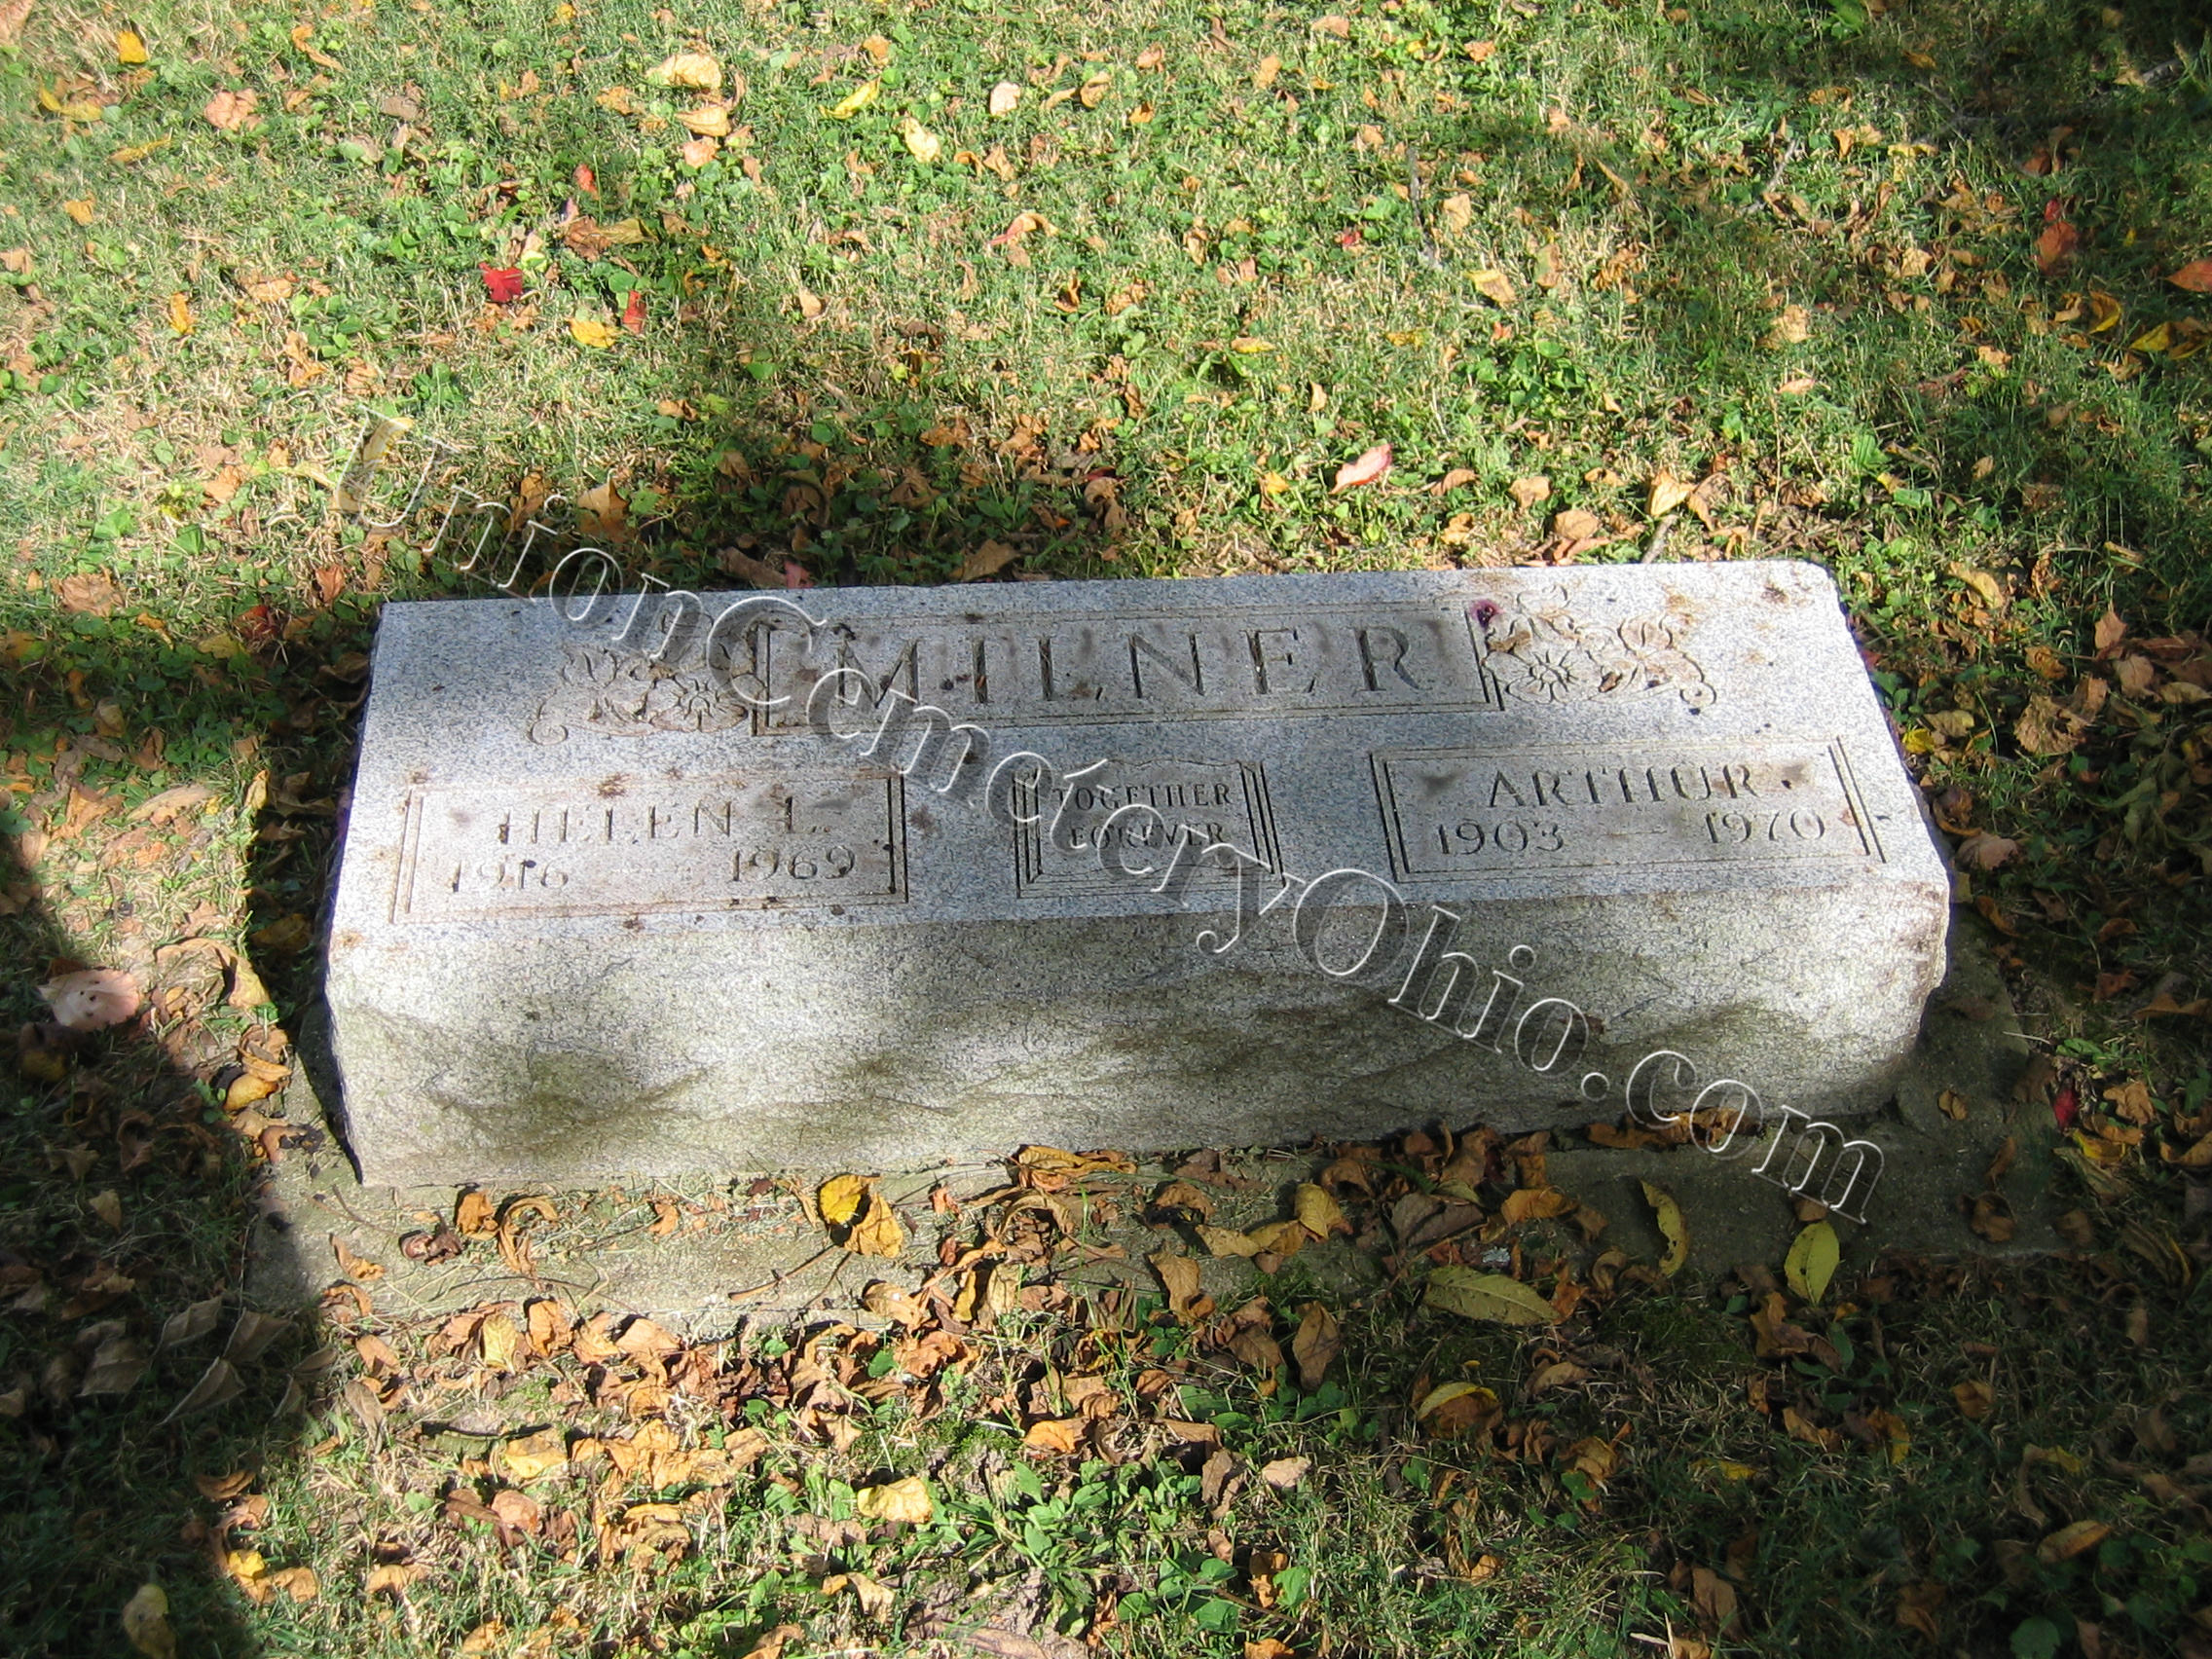 MILNER
HELEN L.
1916 — 1969
TOGETHER
FOREVER
ARTHUR
1903 — 1970
UnionCemeteryOhio.com